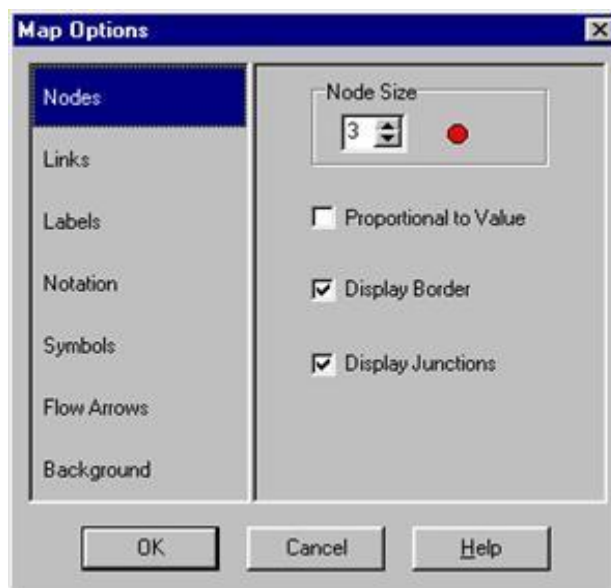 Map Options
Nodes
Links
Labels
Notation
Symbols
Flow Arrows
Background
Node Size
3
Proportional to Value
Display Border
Display Junctions
OK
Cancel
Help